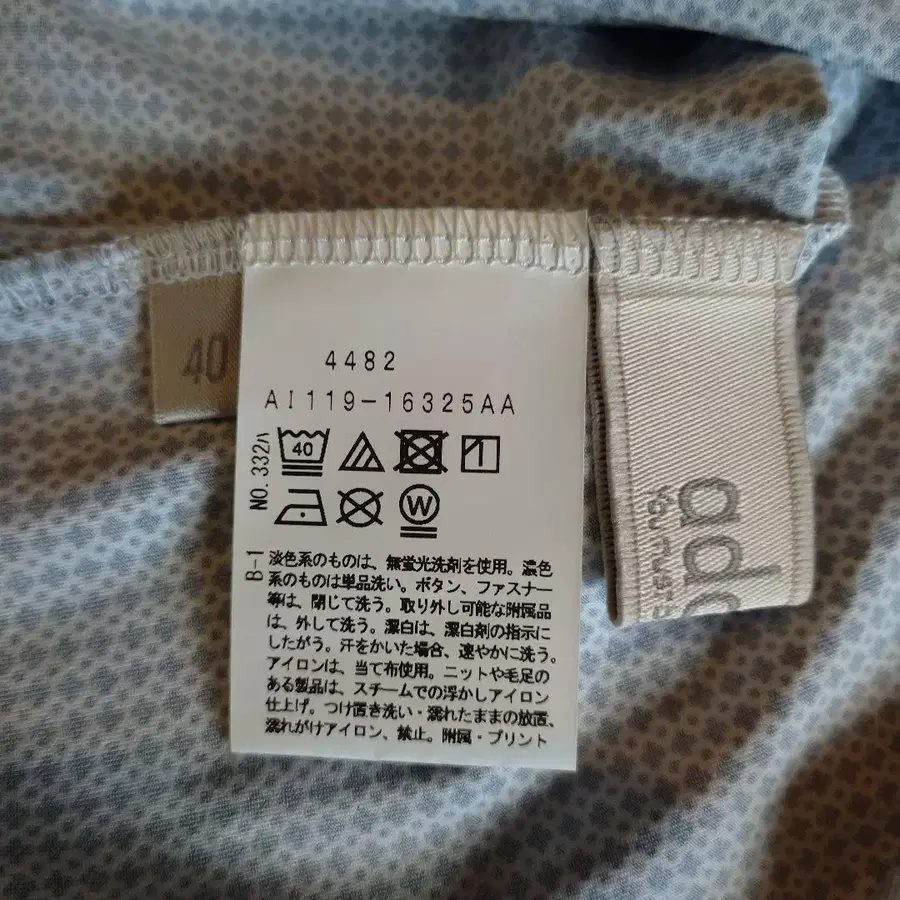 40
4482
AI119-16325AA
NO.332ハ
40
W
B-1
淡色系のものは、無蛍光洗剤を使用。濃色
系のものは単品洗い。ボタン、ファスナー
等は、閉じて洗う。取り外し可能な附属品
は、外して洗う。漂白は、漂白剤の指示に
したがう。汗をかいた場合、速やかに洗う。
アイロンは、当て布使用。ニットや毛足の
ある製品は、スチームでの浮かしアイロン
仕上げ。つけ置き洗い・濡れたままの放置、
濡れがけアイロン、禁止。附属・プリント